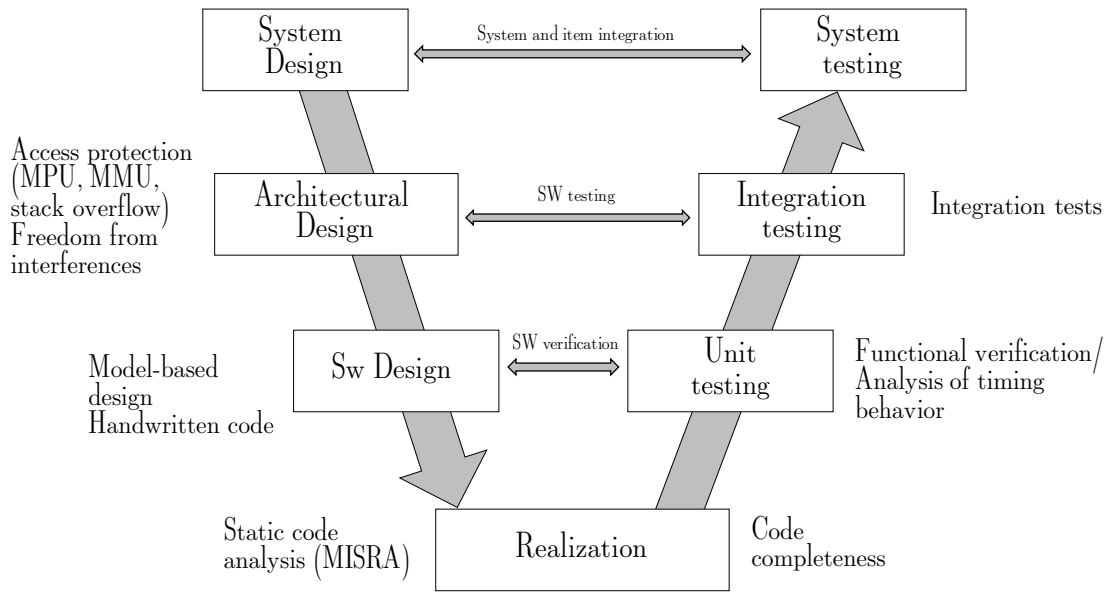 System
Design
System and item integration
System
testing
Access protection
(MPU, MMU,
stack overflow)
Freedom from
interferences
Architectural
Design
SW testing
Integration
testing
Integration tests
Model-based
design
Handwritten code
Sw Design
SW verification
Unit
testing
Functional verification/
Analysis of timing
behavior
Static code
analysis (MISRA)
Realization
Code
completeness